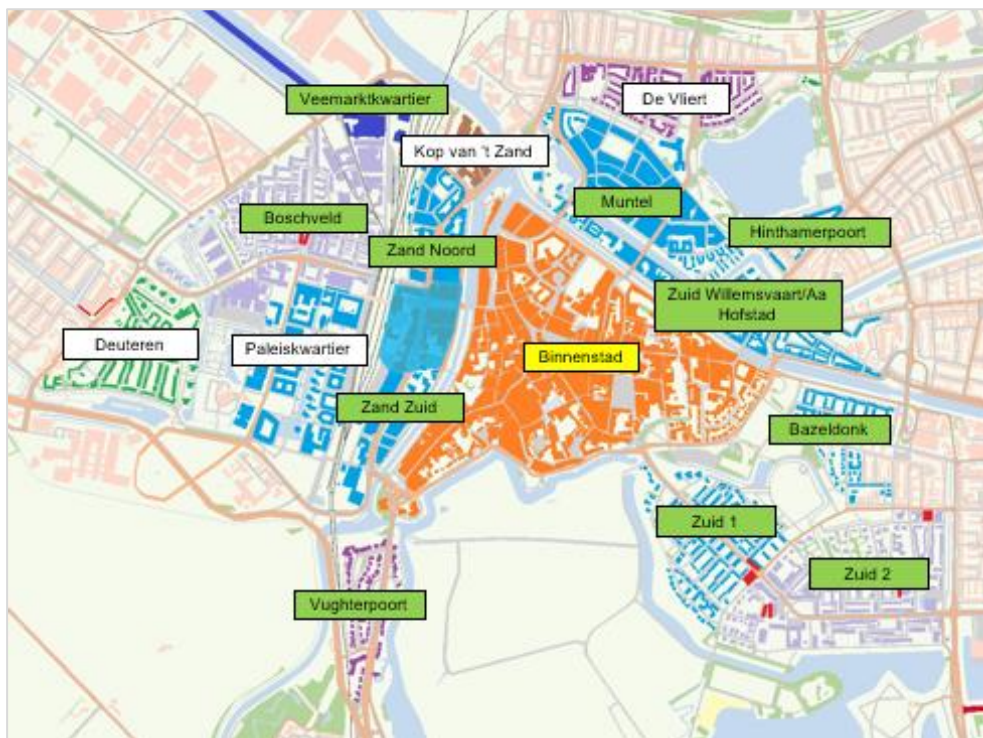 Veemarktkwartier
De Vliert
Kop van 't Zand
Muntel
Boschveld
Hinthamerpoort
Zand Noord
Zuid Willemsvaart/Aa
Hofstad
Deuteren
Paleiskwartier
Binnenstad
Zand Zuid
Bazeldonk
Zuid 1
Zuid 2
Vughterpoort